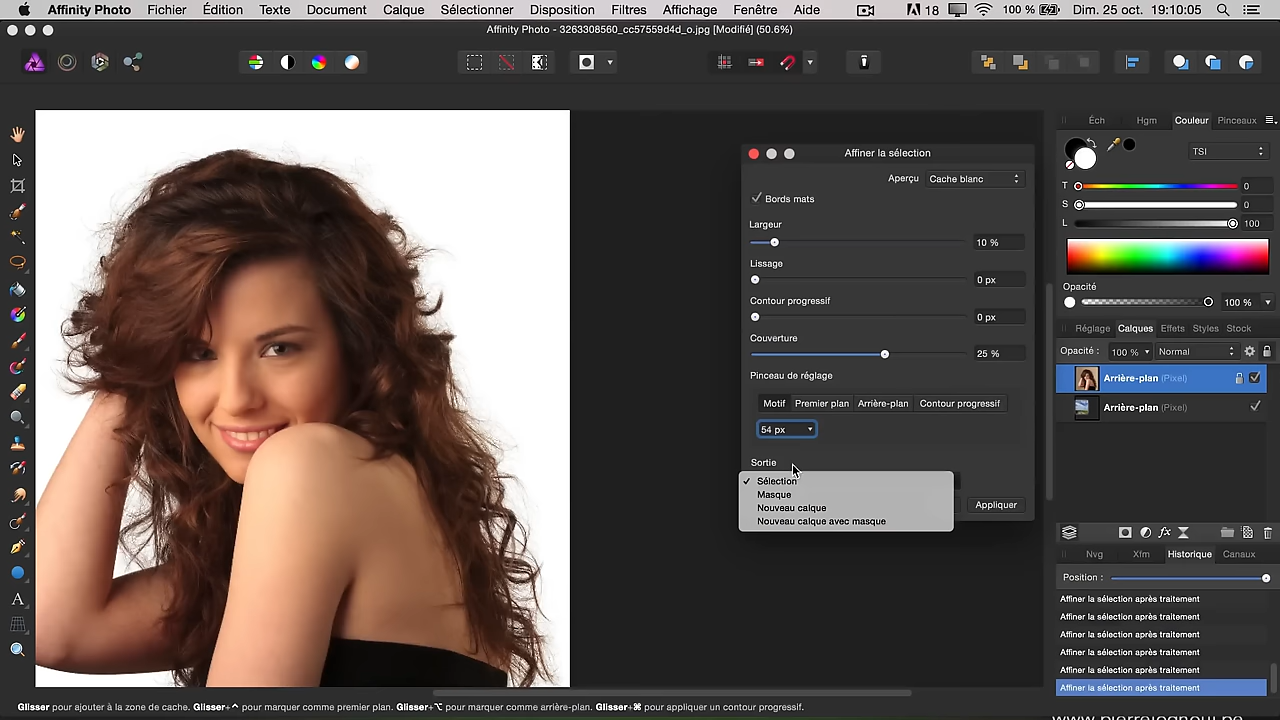 Affinity Photo Fichier Édition Texte Document Calque Sélectionner Disposition Filtres Affichage Fenêtre Aide 18 100 % Dim. 25 oct. 19:10:05
Affinity Photo - 3263308560_cc57559d4d_o.jpg [Modifié] (50.6%)
Éch Hgm Couleur Pinceaux
TSI
T 0
S 0
L 100
Opacité
100 %
Réglage Calques Effets Styles Stock
Opacité : 100 % Normal
Arrière-plan (Pixel)
Arrière-plan (Pixel)
Nvg Xfm Historique Canaux
Position :
Affiner la sélection après traitement
Affiner la sélection après traitement
Affiner la sélection après traitement
Affiner la sélection après traitement
Affiner la sélection après traitement
Affiner la sélection après traitement
Affiner la sélection
Aperçu Cache blanc
Bords mats
Largeur
10 %
Lissage
0 px
Contour progressif
0 px
Couverture
25 %
Pinceau de réglage
Motif Premier plan Arrière-plan Contour progressif
54 px
Sortie
Sélection
Masque
Nouveau calque
Nouveau calque avec masque
Appliquer
A
Glisser pour ajouter à la zone de cache. Glisser+⌃ pour marquer comme premier plan. Glisser+⌥ pour marquer comme arrière-plan. Glisser+⌘ pour appliquer un contour progressif.